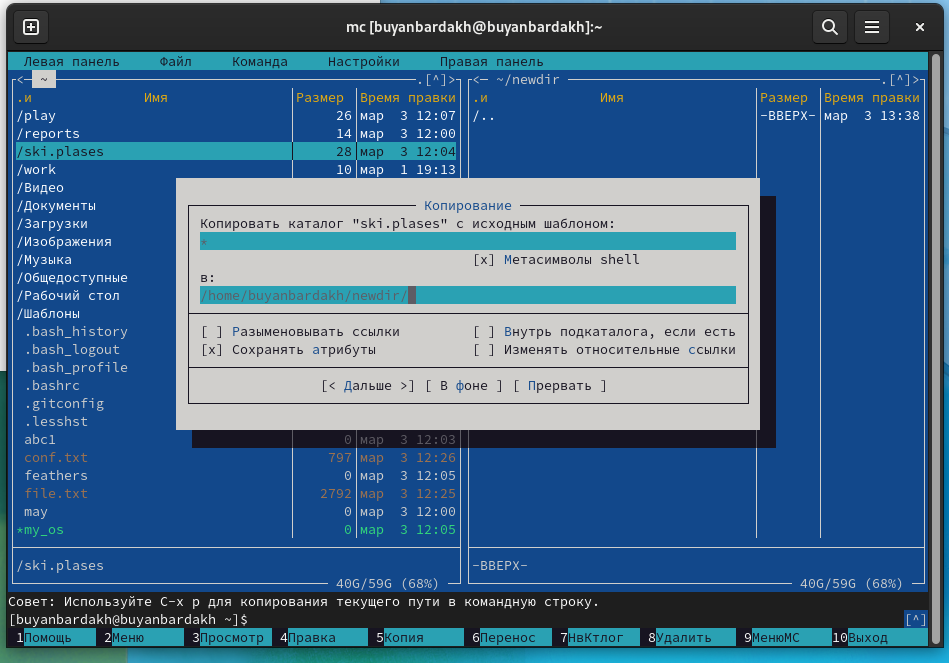 mc [buyanbardakh@buyanbardakh]:~
Левая панель Файл Команда Настройки Правая панель
<─ ~ .[^]> <─ ~/newdir .[^]>
.и Имя Размер Время правки .и Имя Размер Время правки
/play 26 мар 3 12:07 /.. -ВВЕРХ- мар 3 13:38
/reports 14 мар 3 12:00
/ski.plases 28 мар 3 12:04
/work 10 мар 1 19:13
/Видео
/Документы
/Загрузки
/Изображения
/Музыка
/Общедоступные
/Рабочий стол
/Шаблоны
.bash_history
.bash_logout
.bash_profile
.bashrc
.gitconfig
.lesshst
abc1 0 мар 3 12:03
conf.txt 797 мар 3 12:26
feathers 0 мар 3 12:05
file.txt 2792 мар 3 12:25
may 0 мар 3 12:00
*my_os 0 мар 3 12:05
Копирование
Копировать каталог "ski.plases" с исходным шаблоном:
*
[x] Метасимволы shell
в:
/home/buyanbardakh/newdir/
[ ] Разыменовывать ссылки [ ] Внутрь подкаталога, если есть
[x] Сохранять атрибуты [ ] Изменять относительные ссылки
[< Дальше >] [ В фоне ] [ Прервать ]
/ski.plases -ВВЕРХ-
40G/59G (68%) 40G/59G (68%)
Совет: Используйте C-x p для копирования текущего пути в командную строку.
[buyanbardakh@buyanbardakh ~]$ [^]
1Помощь 2Меню 3Просмотр 4Правка 5Копия 6Перенос 7НвКтлог 8Удалить 9МенюМС 10Выход